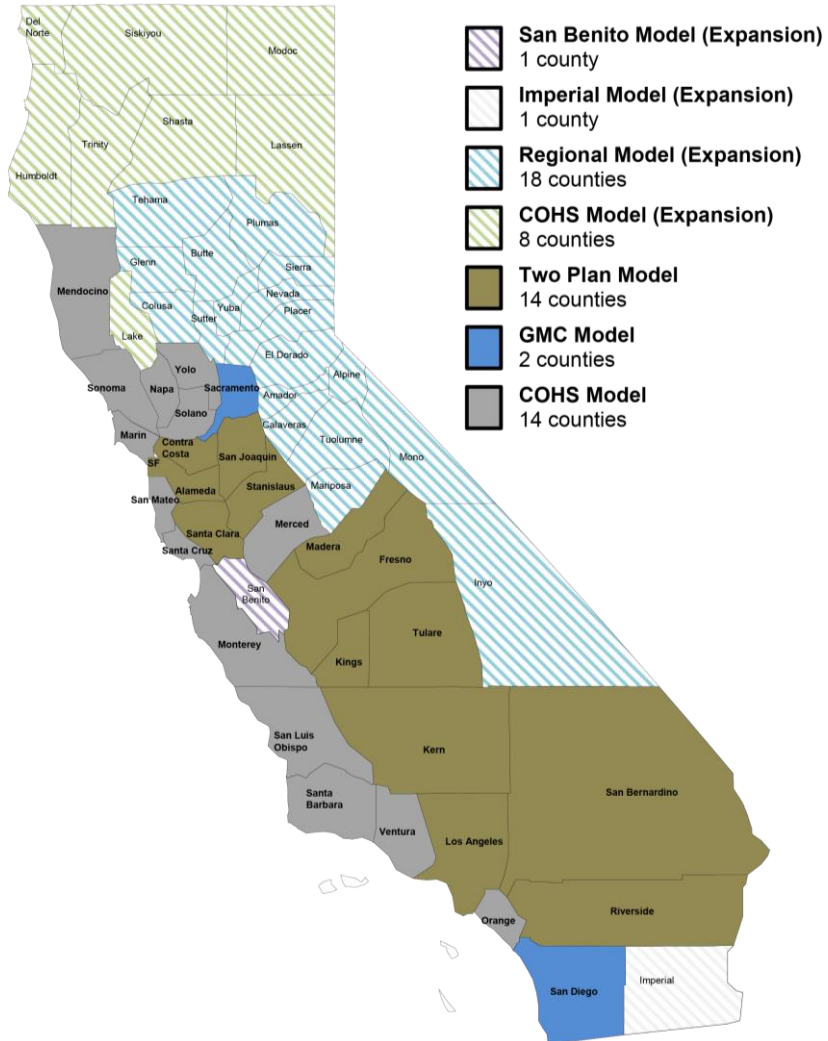 San Benito Model (Expansion)
1 county
Imperial Model (Expansion)
1 county
Regional Model (Expansion)
18 counties
COHS Model (Expansion)
8 counties
Two Plan Model
14 counties
GMC Model
2 counties
COHS Model
14 counties
Del
Norte
Siskiyou
Modoc
Trinity
Shasta
Lassen
Humboldt
Tehama
Plumas
Glenn
Butte
Sierra
Mendocino
Colusa
Sutter
Yuba
Nevada
Placer
Lake
El Dorado
Sonoma
Napa
Yolo
Sacramento
Alpine
Solano
Amador
Calaveras
Marin
Contra
Costa
Tuolumne
Mono
SF
San Joaquin
Alameda
Stanislaus
Mariposa
San Mateo
Santa Clara
Merced
Santa Cruz
Madera
Fresno
Inyo
San
Benito
Monterey
Tulare
Kings
San Luis
Obispo
Kern
Santa
Barbara
San Bernardino
Ventura
Los Angeles
Orange
Riverside
San Diego
Imperial